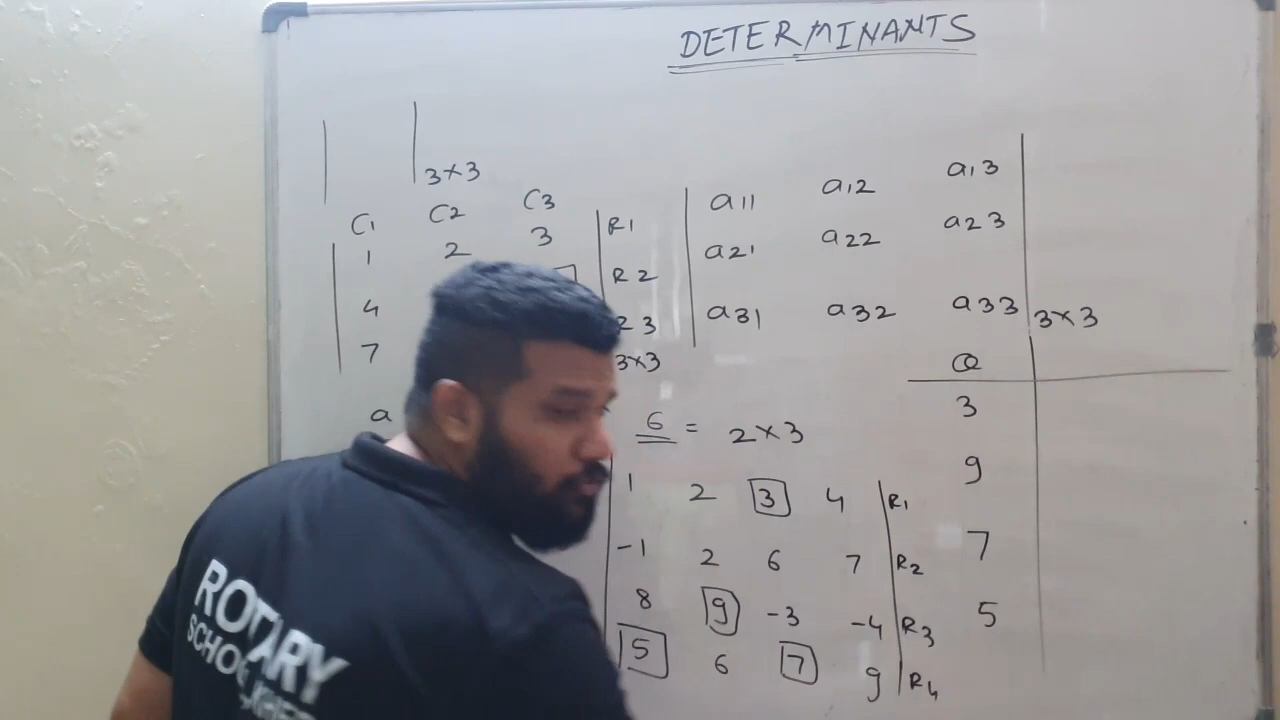 DETERMINANTS
3×3
C1 C2 C3
1 2 3 R1
R2
4
7
3×3
a11 a12 a13
a21 a22 a23
a31 a32 a33 3×3
a
6 = 2×3
1 2 3 4 R1
-1 2 6 7 R2
8 9 -3 -4 R3
5 6 7 9 R4
Q
3
9
7
5
ROTARY